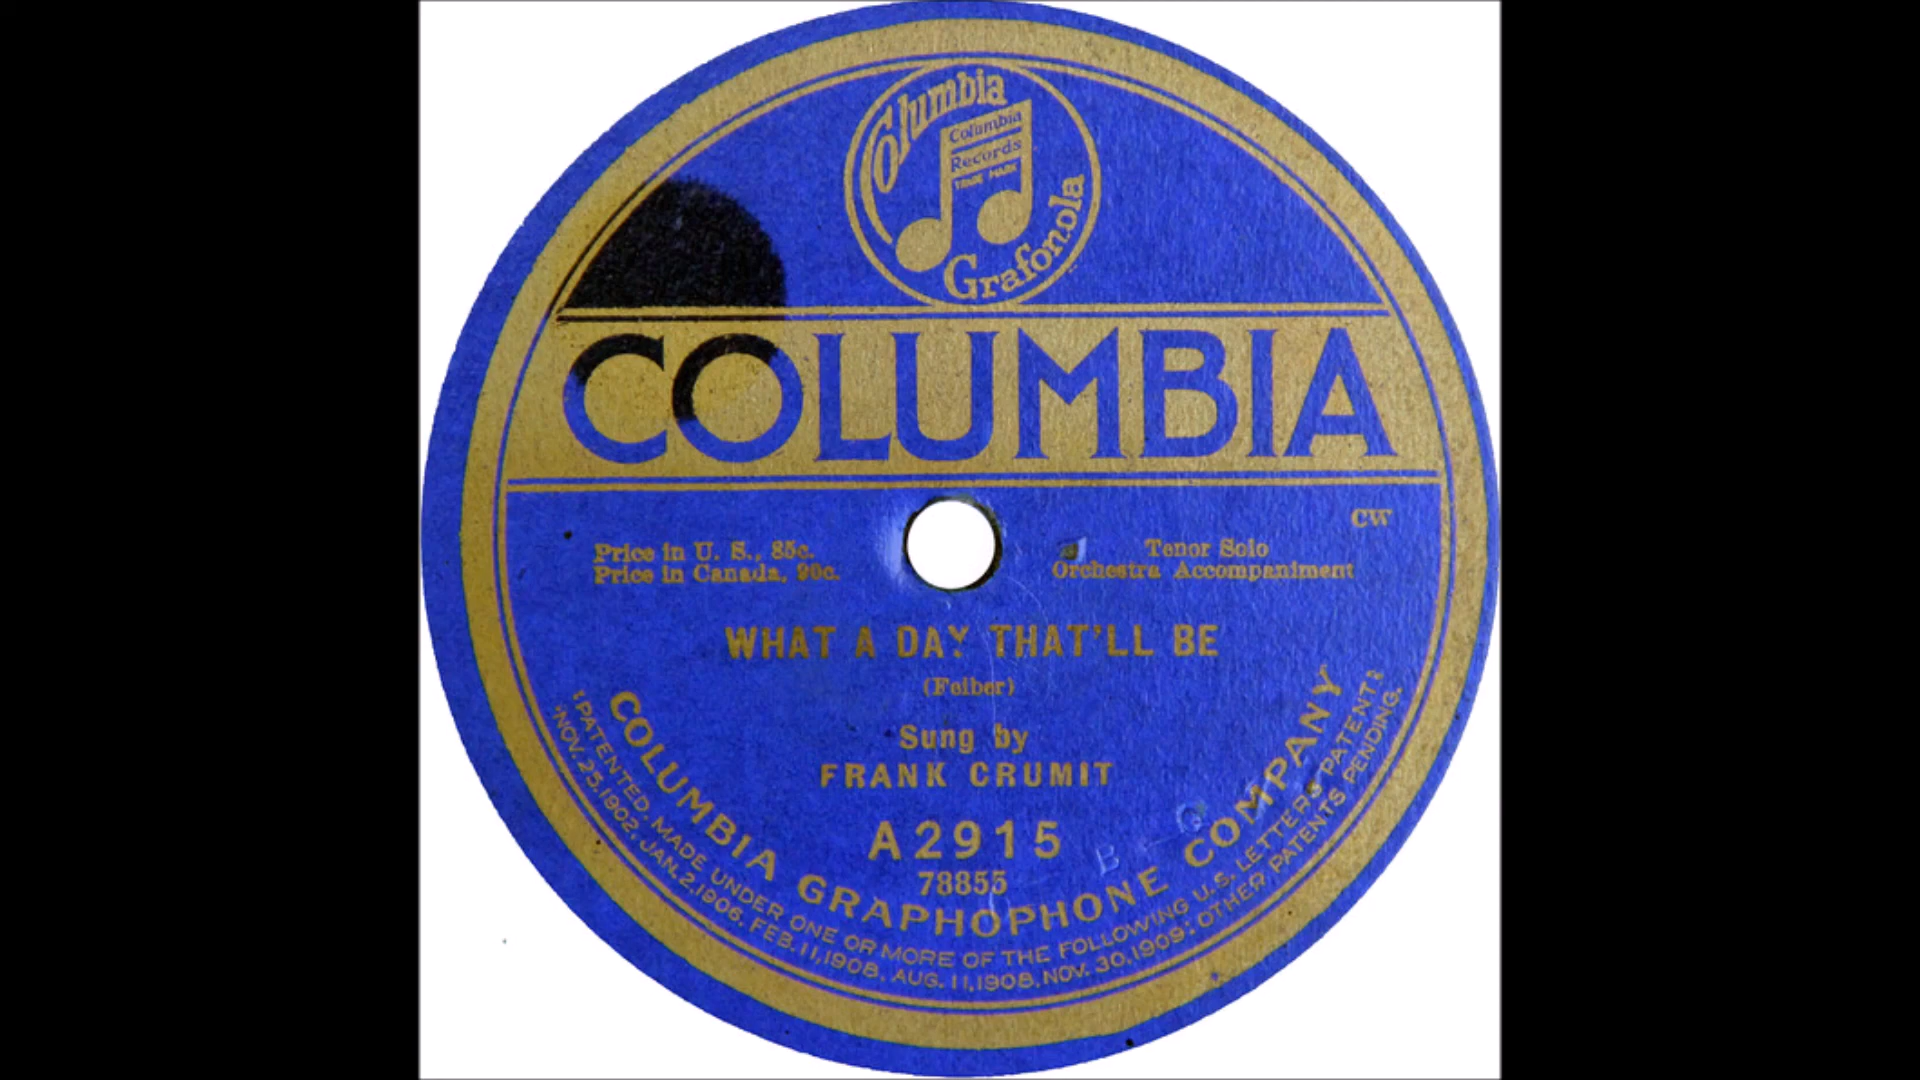 Columbia
Columbia
Records
TRADE MARK
Grafonola
COLUMBIA
CW
Price in U. S., 85c.
Price in Canada, 90c.
Tenor Solo
Orchestra Accompaniment
WHAT A DAY THAT'LL BE
(Feiber)
Sung by
FRANK CRUMIT
A2915
78855
B - G
COLUMBIA GRAPHOPHONE COMPANY
PATENTED. MADE UNDER ONE OR MORE OF THE FOLLOWING U.S. LETTERS PATENT:
NOV. 25, 1902, JAN. 2, 1906, FEB. 11, 1908, AUG. 11, 1908, NOV. 30, 1909; OTHER PATENTS PENDING.